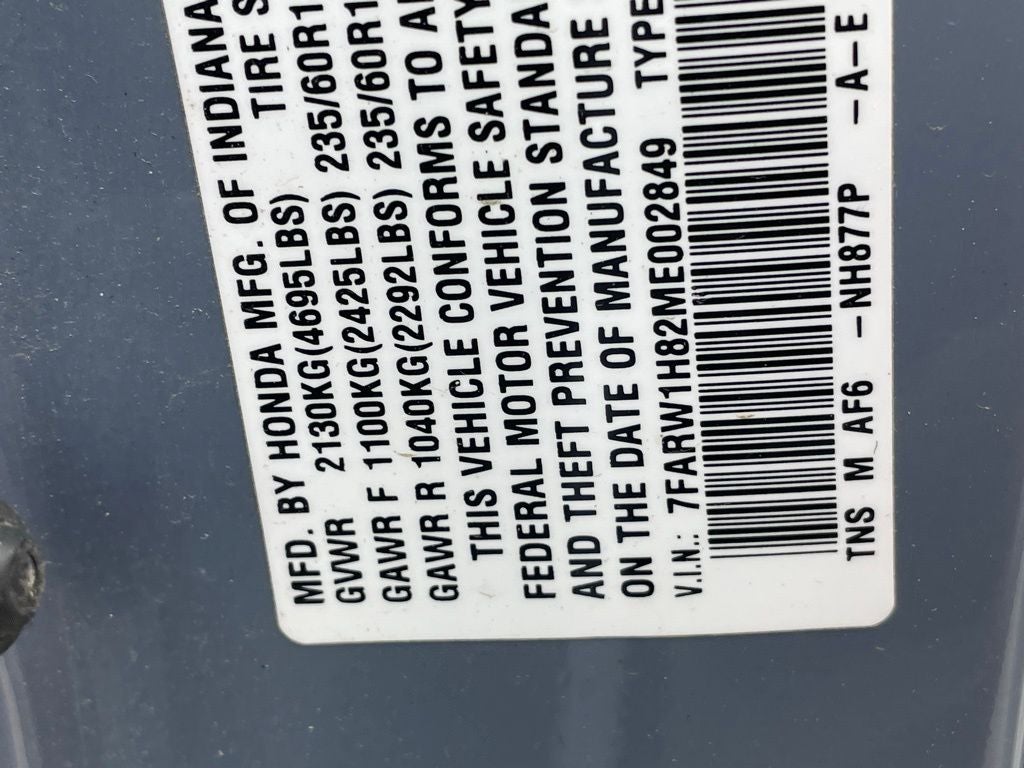 MFD. BY HONDA MFG. OF INDIANA
TIRE S
GVWR 2130KG(4695LBS)
GAWR F 1100KG(2425LBS) 235/60R1
GAWR R 1040KG(2292LBS) 235/60R1
THIS VEHICLE CONFORMS TO AL
FEDERAL MOTOR VEHICLE SAFETY
AND THEFT PREVENTION STANDA
ON THE DATE OF MANUFACTURE
V.I.N.: 7FARW1H82ME002849 TYPE
TNS M AF6 -NH877P -A-E